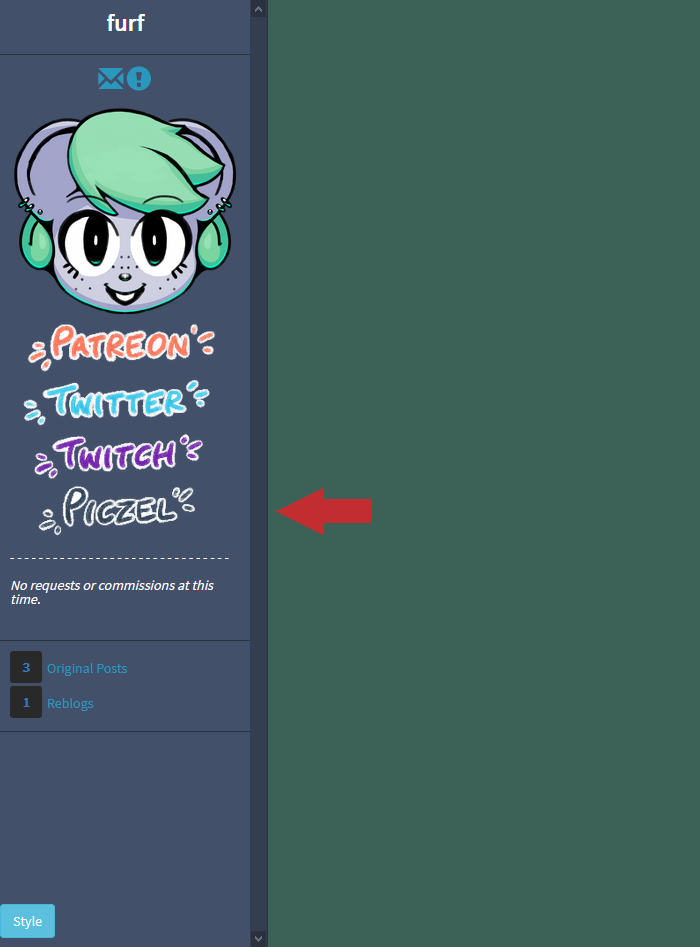 furf
PATREON
TWITTER
TWITCH
PICZEL
No requests or commissions at this
time.
3 Original Posts
1 Reblogs
Style